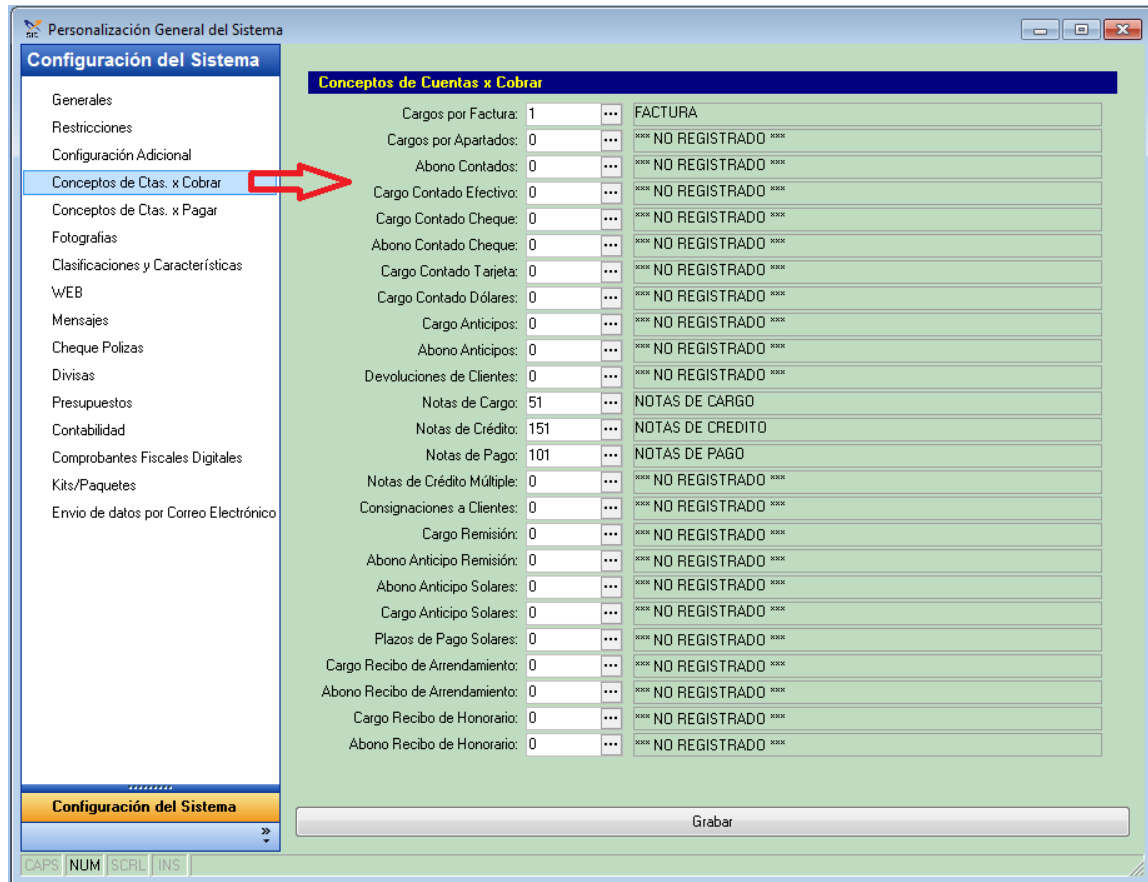 SIC Personalización General del Sistema
Configuración del Sistema
Generales
Restricciones
Configuración Adicional
Conceptos de Ctas. x Cobrar
Conceptos de Ctas. x Pagar
Fotografias
Clasificaciones y Características
WEB
Mensajes
Cheque Polizas
Divisas
Presupuestos
Contabilidad
Comprobantes Fiscales Digitales
Kits/Paquetes
Envio de datos por Correo Electrónico
Configuración del Sistema
Conceptos de Cuentas x Cobrar
Cargos por Factura: 1 ... FACTURA
Cargos por Apartados: 0 ... *** NO REGISTRADO ***
Abono Contados: 0 ... *** NO REGISTRADO ***
Cargo Contado Efectivo: 0 ... *** NO REGISTRADO ***
Cargo Contado Cheque: 0 ... *** NO REGISTRADO ***
Abono Contado Cheque: 0 ... *** NO REGISTRADO ***
Cargo Contado Tarjeta: 0 ... *** NO REGISTRADO ***
Cargo Contado Dólares: 0 ... *** NO REGISTRADO ***
Cargo Anticipos: 0 ... *** NO REGISTRADO ***
Abono Anticipos: 0 ... *** NO REGISTRADO ***
Devoluciones de Clientes: 0 ... *** NO REGISTRADO ***
Notas de Cargo: 51 ... NOTAS DE CARGO
Notas de Crédito: 151 ... NOTAS DE CREDITO
Notas de Pago: 101 ... NOTAS DE PAGO
Notas de Crédito Múltiple: 0 ... *** NO REGISTRADO ***
Consignaciones a Clientes: 0 ... *** NO REGISTRADO ***
Cargo Remisión: 0 ... *** NO REGISTRADO ***
Abono Anticipo Remisión: 0 ... *** NO REGISTRADO ***
Abono Anticipo Solares: 0 ... *** NO REGISTRADO ***
Cargo Anticipo Solares: 0 ... *** NO REGISTRADO ***
Plazos de Pago Solares: 0 ... *** NO REGISTRADO ***
Cargo Recibo de Arrendamiento: 0 ... *** NO REGISTRADO ***
Abono Recibo de Arrendamiento: 0 ... *** NO REGISTRADO ***
Cargo Recibo de Honorario: 0 ... *** NO REGISTRADO ***
Abono Recibo de Honorario: 0 ... *** NO REGISTRADO ***
Grabar
CAPS NUM SCRL INS